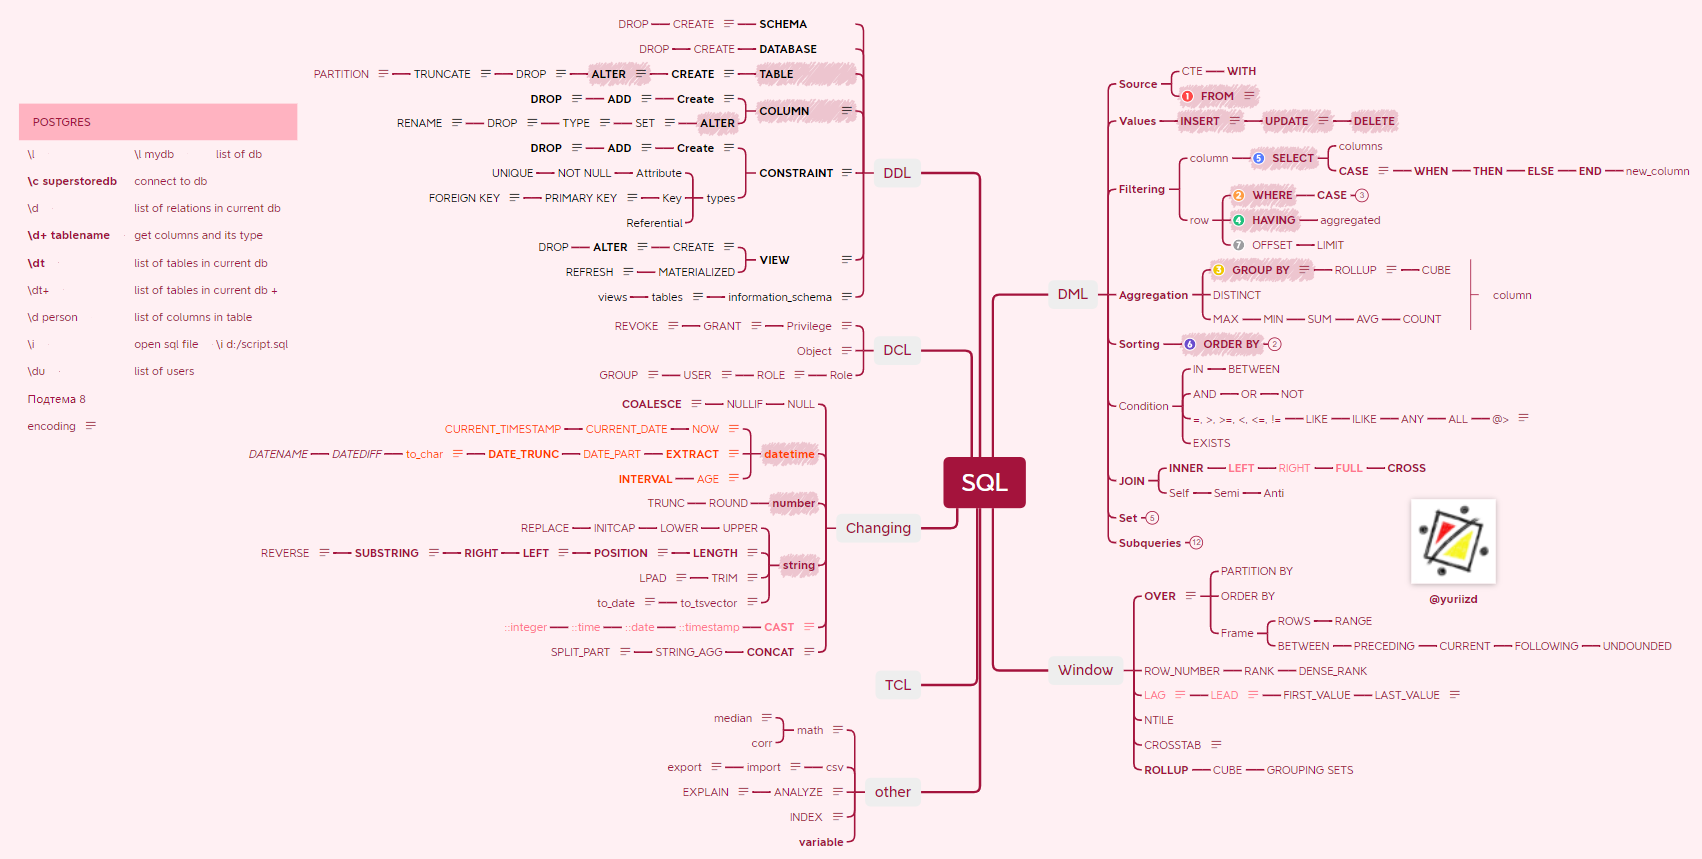 POSTGRES
\l \l mydb list of db
\c superstoredb connect to db
\d list of relations in current db
\d+ tablename get columns and its type
\dt list of tables in current db
\dt+ list of tables in current db +
\d person list of columns in table
\i open sql file \i d:/script.sql
\du list of users
Подтема 8
encoding
SQL
DDL
DROP CREATE SCHEMA
DROP CREATE DATABASE
PARTITION TRUNCATE DROP ALTER CREATE TABLE
DROP ADD Create
COLUMN
RENAME DROP TYPE SET ALTER
DROP ADD Create
UNIQUE NOT NULL Attribute
CONSTRAINT
FOREIGN KEY PRIMARY KEY Key types
Referential
DROP ALTER CREATE
VIEW
REFRESH MATERIALIZED
views tables information_schema
DCL
REVOKE GRANT Privilege
Object
GROUP USER ROLE Role
Changing
COALESCE NULLIF NULL
CURRENT_TIMESTAMP CURRENT_DATE NOW
DATENAME DATEDIFF to_char DATE_TRUNC DATE_PART EXTRACT datetime
INTERVAL AGE
TRUNC ROUND number
REPLACE INITCAP LOWER UPPER
REVERSE SUBSTRING RIGHT LEFT POSITION LENGTH
string
LPAD TRIM
to_date to_tsvector
::integer ::time ::date ::timestamp CAST
SPLIT_PART STRING_AGG CONCAT
TCL
other
median
math
corr
export import csv
EXPLAIN ANALYZE
INDEX
variable
DML
Source
CTE WITH
1 FROM
Values INSERT UPDATE DELETE
Filtering
column 5 SELECT
columns
CASE WHEN THEN ELSE END new_column
row
2 WHERE CASE 3
4 HAVING aggregated
7 OFFSET LIMIT
Aggregation
3 GROUP BY ROLLUP CUBE
DISTINCT
MAX MIN SUM AVG COUNT
column
Sorting 6 ORDER BY 2
Condition
IN BETWEEN
AND OR NOT
=, >, >=, <, <=, != LIKE ILIKE ANY ALL @>
EXISTS
JOIN
INNER LEFT RIGHT FULL CROSS
Self Semi Anti
Set 5
Subqueries 12
@yuriizd
Window
OVER
PARTITION BY
ORDER BY
Frame
ROWS RANGE
BETWEEN PRECEDING CURRENT FOLLOWING UNDOUNDED
ROW_NUMBER RANK DENSE_RANK
LAG LEAD FIRST_VALUE LAST_VALUE
NTILE
CROSSTAB
ROLLUP CUBE GROUPING SETS